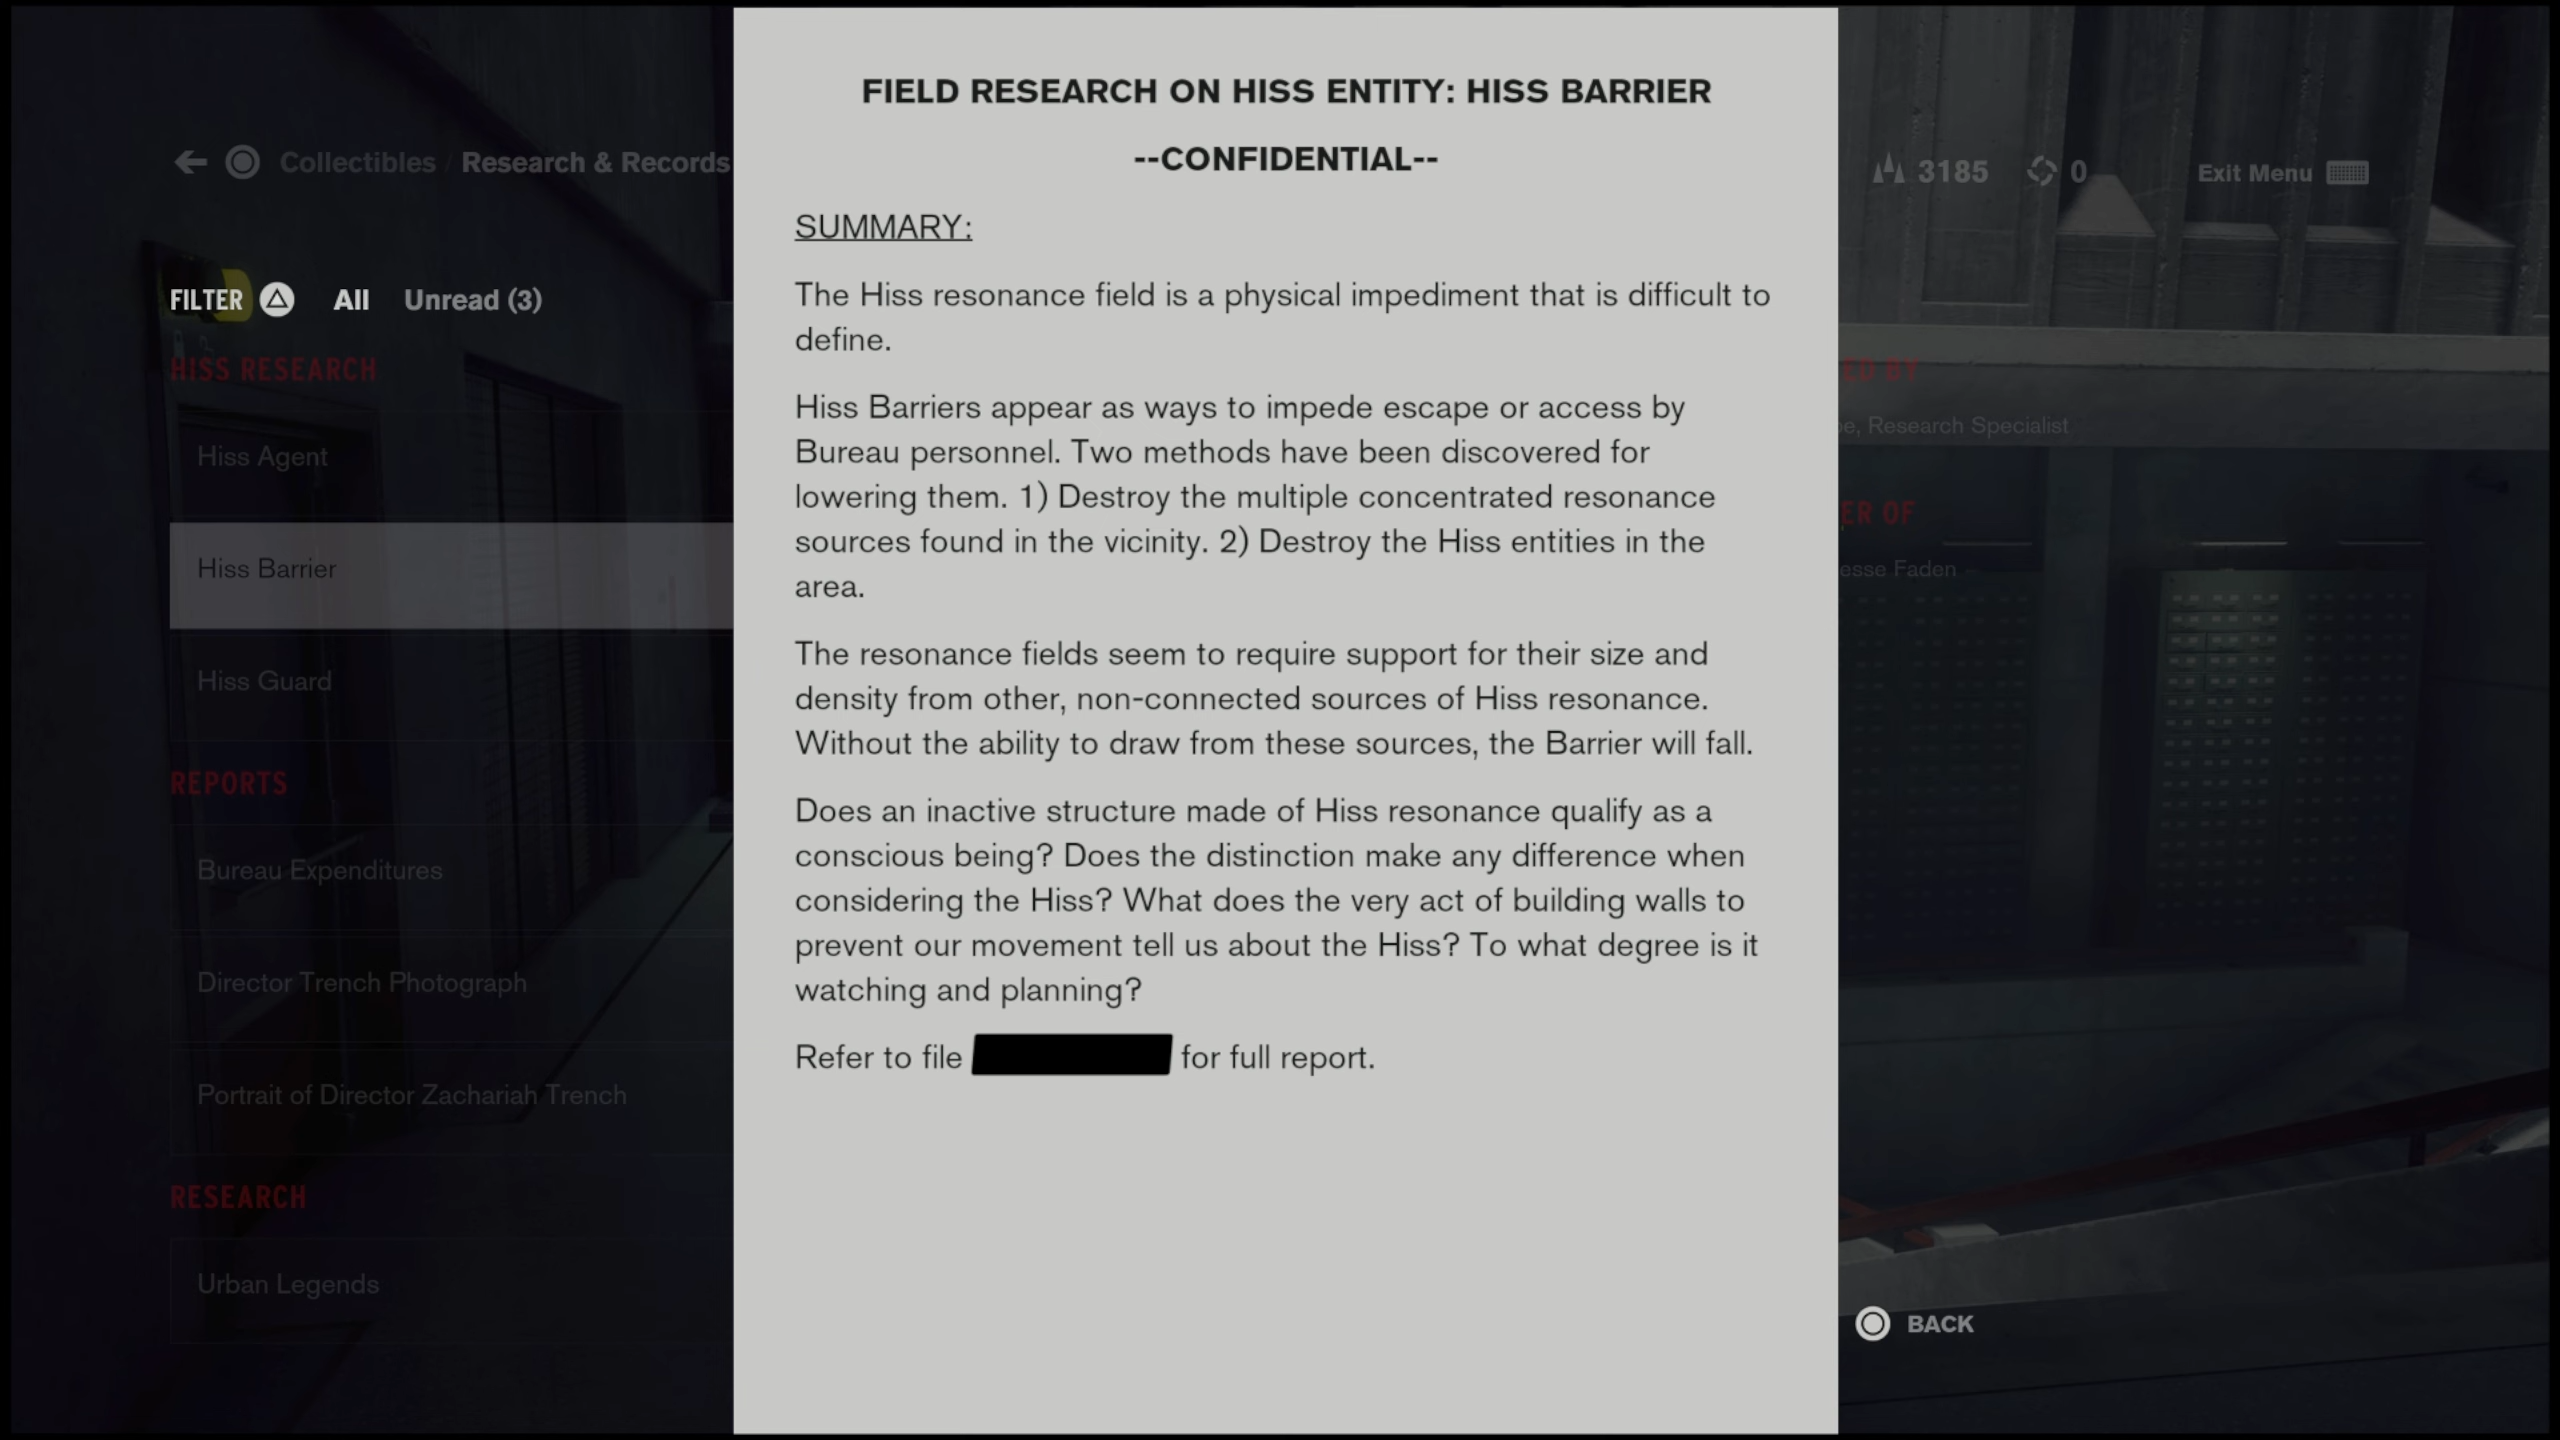 Collectibles / Research & Records
3185
0
Exit Menu
FILTER
All
Unread (3)
HISS RESEARCH
Hiss Agent
Hiss Barrier
Hiss Guard
REPORTS
Bureau Expenditures
Director Trench Photograph
Portrait of Director Zachariah Trench
RESEARCH
Urban Legends
FIELD RESEARCH ON HISS ENTITY: HISS BARRIER
--CONFIDENTIAL--
SUMMARY:
The Hiss resonance field is a physical impediment that is difficult to
define.
Hiss Barriers appear as ways to impede escape or access by
Bureau personnel. Two methods have been discovered for
lowering them. 1) Destroy the multiple concentrated resonance
sources found in the vicinity. 2) Destroy the Hiss entities in the
area.
The resonance fields seem to require support for their size and
density from other, non-connected sources of Hiss resonance.
Without the ability to draw from these sources, the Barrier will fall.
Does an inactive structure made of Hiss resonance qualify as a
conscious being? Does the distinction make any difference when
considering the Hiss? What does the very act of building walls to
prevent our movement tell us about the Hiss? To what degree is it
watching and planning?
Refer to file for full report.
BY
Research Specialist
OF
Faden
BACK